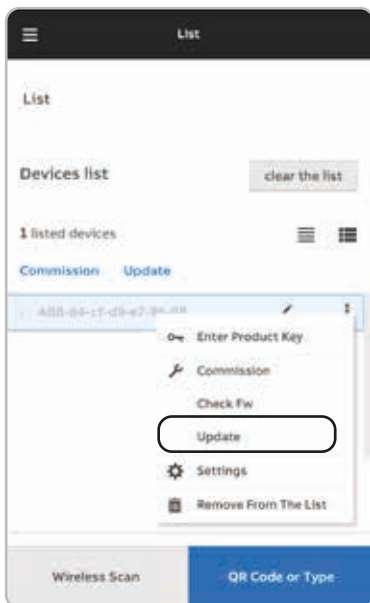 List
List
Devices list
clear the list
1 listed devices
Commission Update
Enter Product Key
Commission
Check Fw
Update
Settings
Remove From The List
Wireless Scan
QR Code or Type